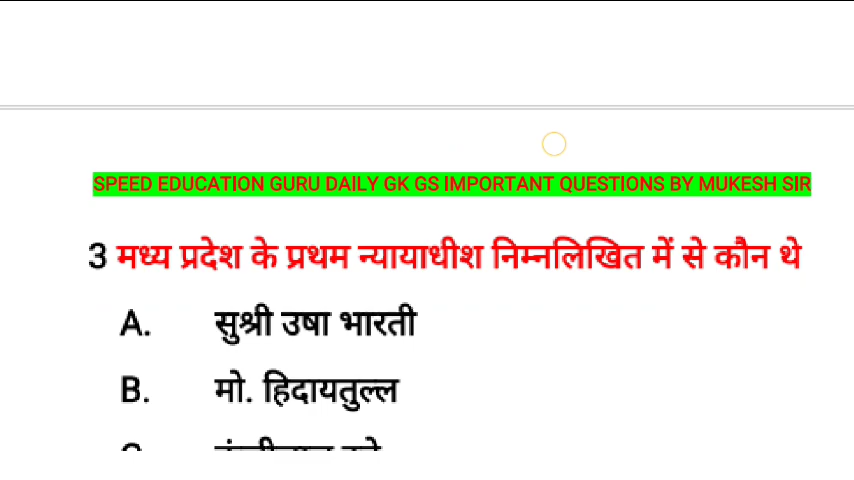 SPEED EDUCATION GURU DAILY GK GS IMPORTANT QUESTIONS BY MUKESH SIR
3 मध्य प्रदेश के प्रथम न्यायाधीश निम्नलिखित में से कौन थे
A. सुश्री उषा भारती
B. मो. हिदायतुल्ल